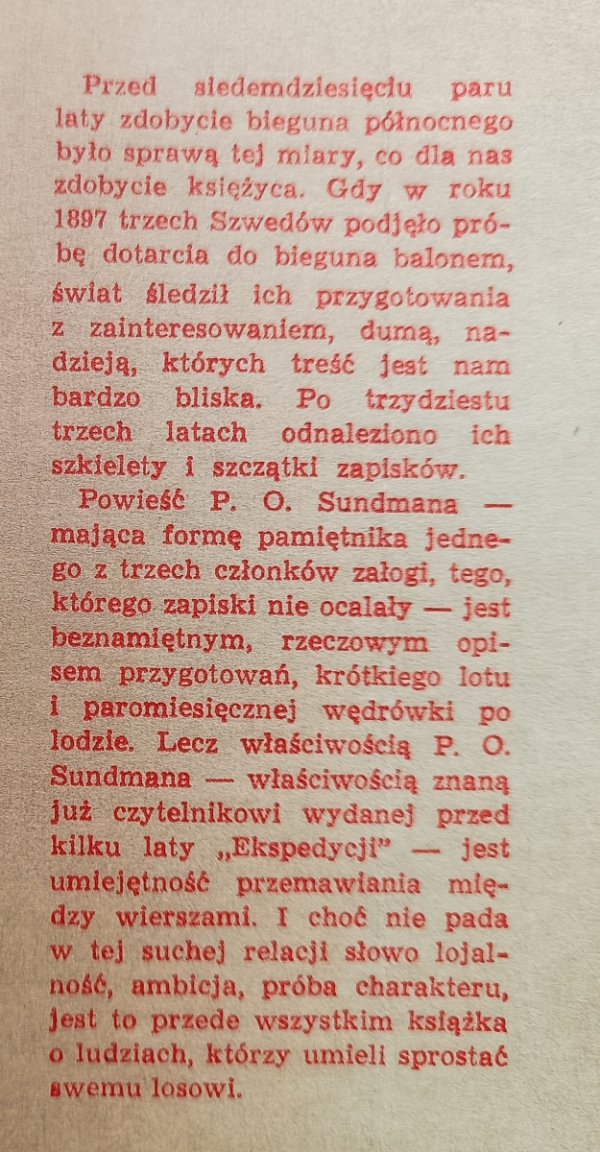 Przed siedemdziesięciu paru
laty zdobycie bieguna północnego
było sprawą tej miary, co dla nas
zdobycie księżyca. Gdy w roku
1897 trzech Szwedów podjęło pró-
bę dotarcia do bieguna balonem,
świat śledził ich przygotowania
z zainteresowaniem, dumą, na-
dzieją, których treść jest nam
bardzo bliska. Po trzydziestu
trzech latach odnaleziono ich
szkielety i szczątki zapisków.
Powieść P. O. Sundmana —
mająca formę pamiętnika jedne-
go z trzech członków załogi, tego,
którego zapiski nie ocalały — jest
beznamiętnym, rzeczowym opi-
sem przygotowań, krótkiego lotu
i paromiesięcznej wędrówki po
lodzie. Lecz właściwością P. O.
Sundmana — właściwością znaną
już czytelnikowi wydanej przed
kilku laty „Ekspedycji” — jest
umiejętność przemawiania mię-
dzy wierszami. I choć nie pada
w tej suchej relacji słowo lojal-
ność, ambicja, próba charakteru,
jest to przede wszystkim książka
o ludziach, którzy umieli sprostać
swemu losowi.